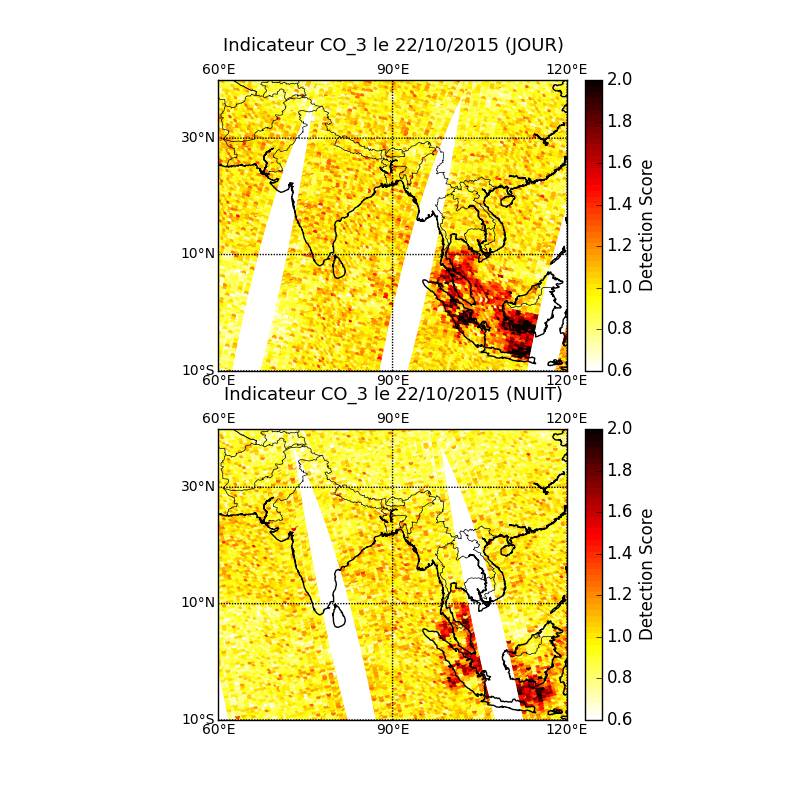 Indicateur CO_3 le 22/10/2015 (JOUR)
60°E 90°E 120°E
30°N
10°N
10°S
60°E 90°E 120°E
2.0
1.8
1.6
1.4
1.2
1.0
0.8
0.6
Detection Score
Indicateur CO_3 le 22/10/2015 (NUIT)
60°E 90°E 120°E
30°N
10°N
10°S
60°E 90°E 120°E
2.0
1.8
1.6
1.4
1.2
1.0
0.8
0.6
Detection Score